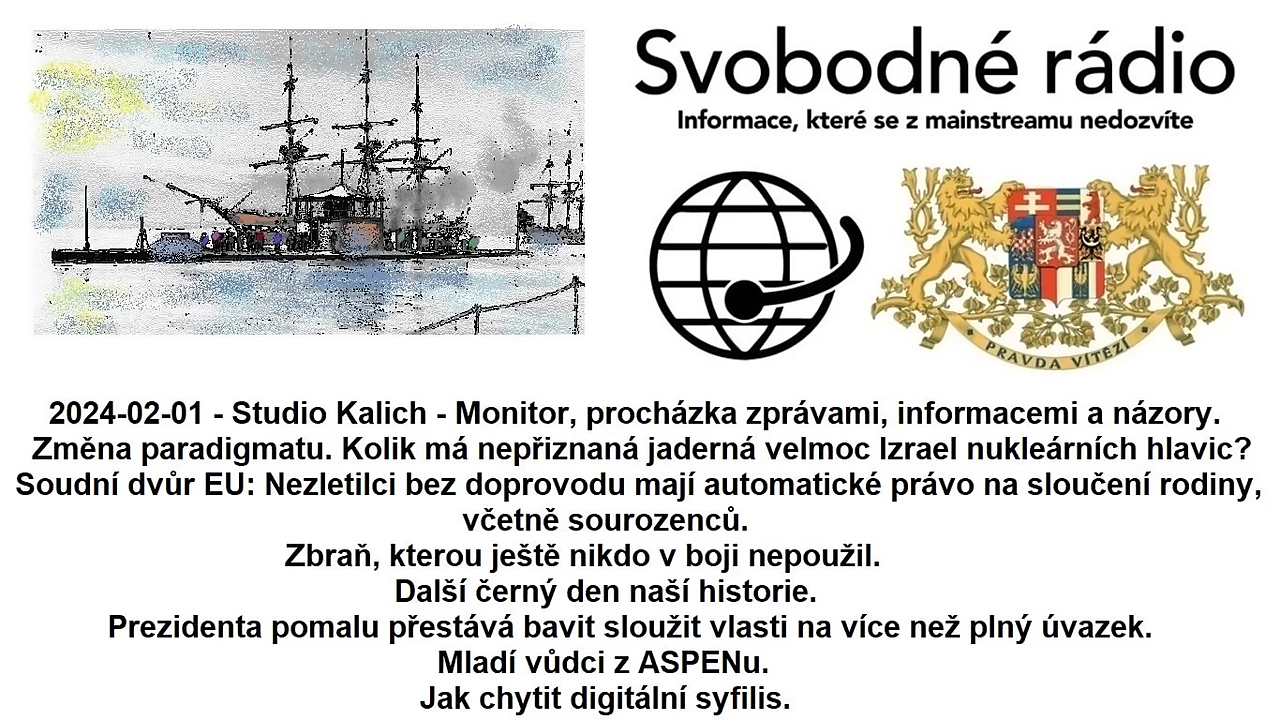 Svobodné rádio
Informace, které se z mainstreamu nedozvíte
PRAVDA VÍTĚZÍ
2024-02-01 - Studio Kalich - Monitor, procházka zprávami, informacemi a názory.
Změna paradigmatu. Kolik má nepřiznaná jaderná velmoc Izrael nukleárních hlavic?
Soudní dvůr EU: Nezletilci bez doprovodu mají automatické právo na sloučení rodiny,
včetně sourozenců.
Zbraň, kterou ještě nikdo v boji nepoužil.
Další černý den naší historie.
Prezidenta pomalu přestává bavit sloužit vlasti na více než plný úvazek.
Mladí vůdci z ASPENu.
Jak chytit digitální syfilis.